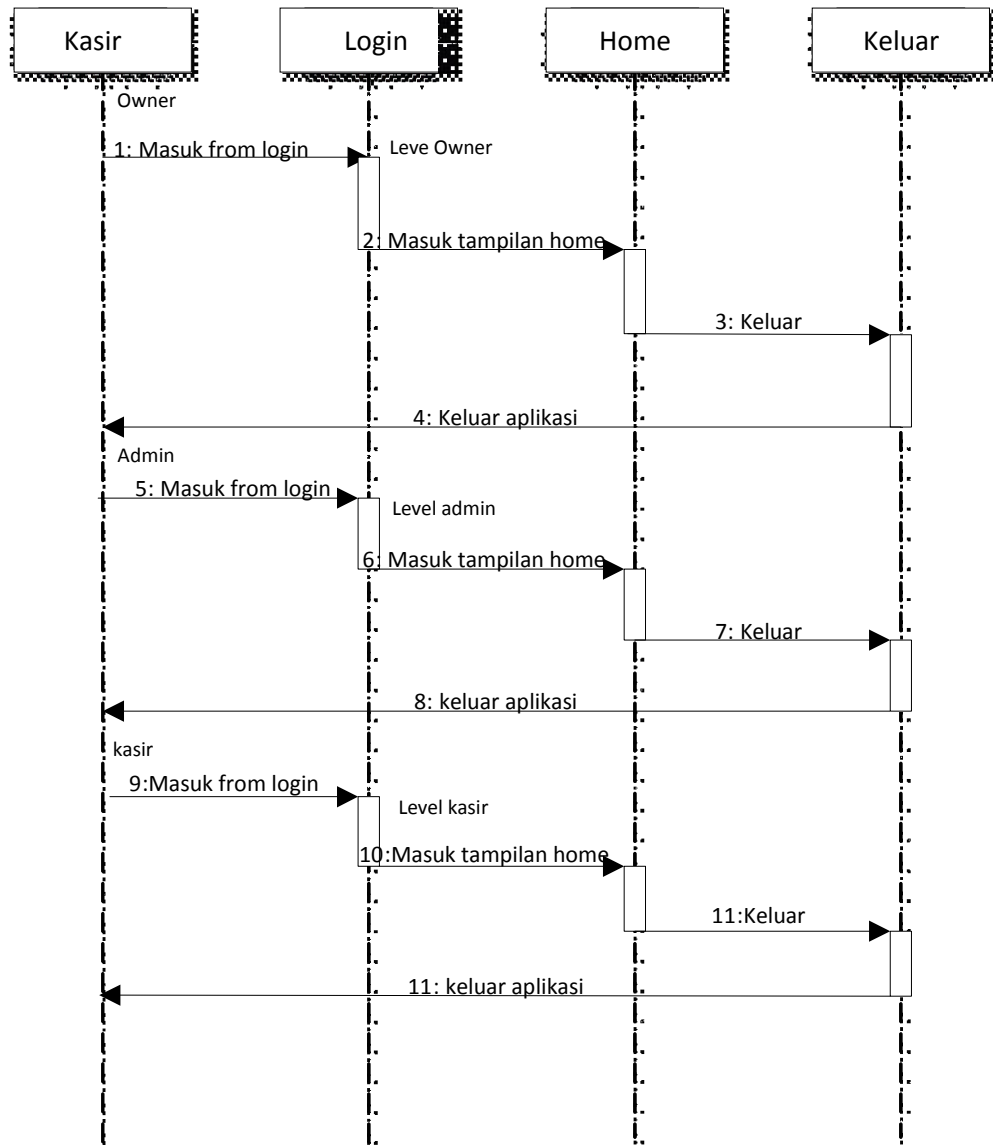 Kasir
Login
Home
Keluar
Owner
1: Masuk from login
Leve Owner
2: Masuk tampilan home
3: Keluar
4: Keluar aplikasi
Admin
5: Masuk from login
Level admin
6: Masuk tampilan home
7: Keluar
8: keluar aplikasi
kasir
9:Masuk from login
Level kasir
10:Masuk tampilan home
11:Keluar
11: keluar aplikasi